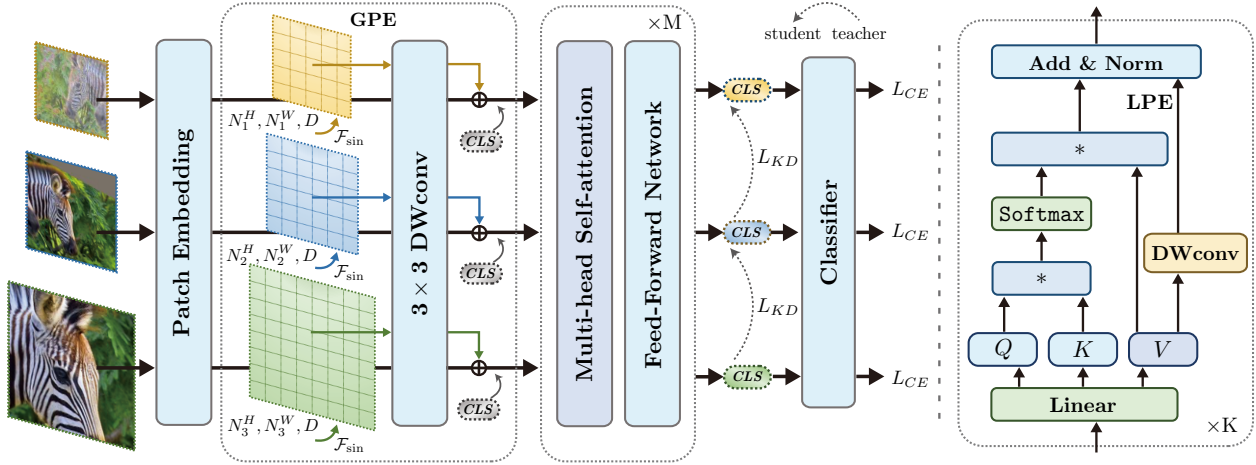 GPE
×M
student teacher
Patch Embedding
3 × 3 DWconv
Multi-head Self-attention
Feed-Forward Network
Classifier
N_1^H, N_1^W, D
F_sin
CLS
CLS
L_CE
L_KD
N_2^H, N_2^W, D
F_sin
CLS
CLS
L_CE
L_KD
N_3^H, N_3^W, D
F_sin
CLS
CLS
L_CE
Add & Norm
LPE
*
Softmax
DWconv
*
Q
K
V
Linear
×K